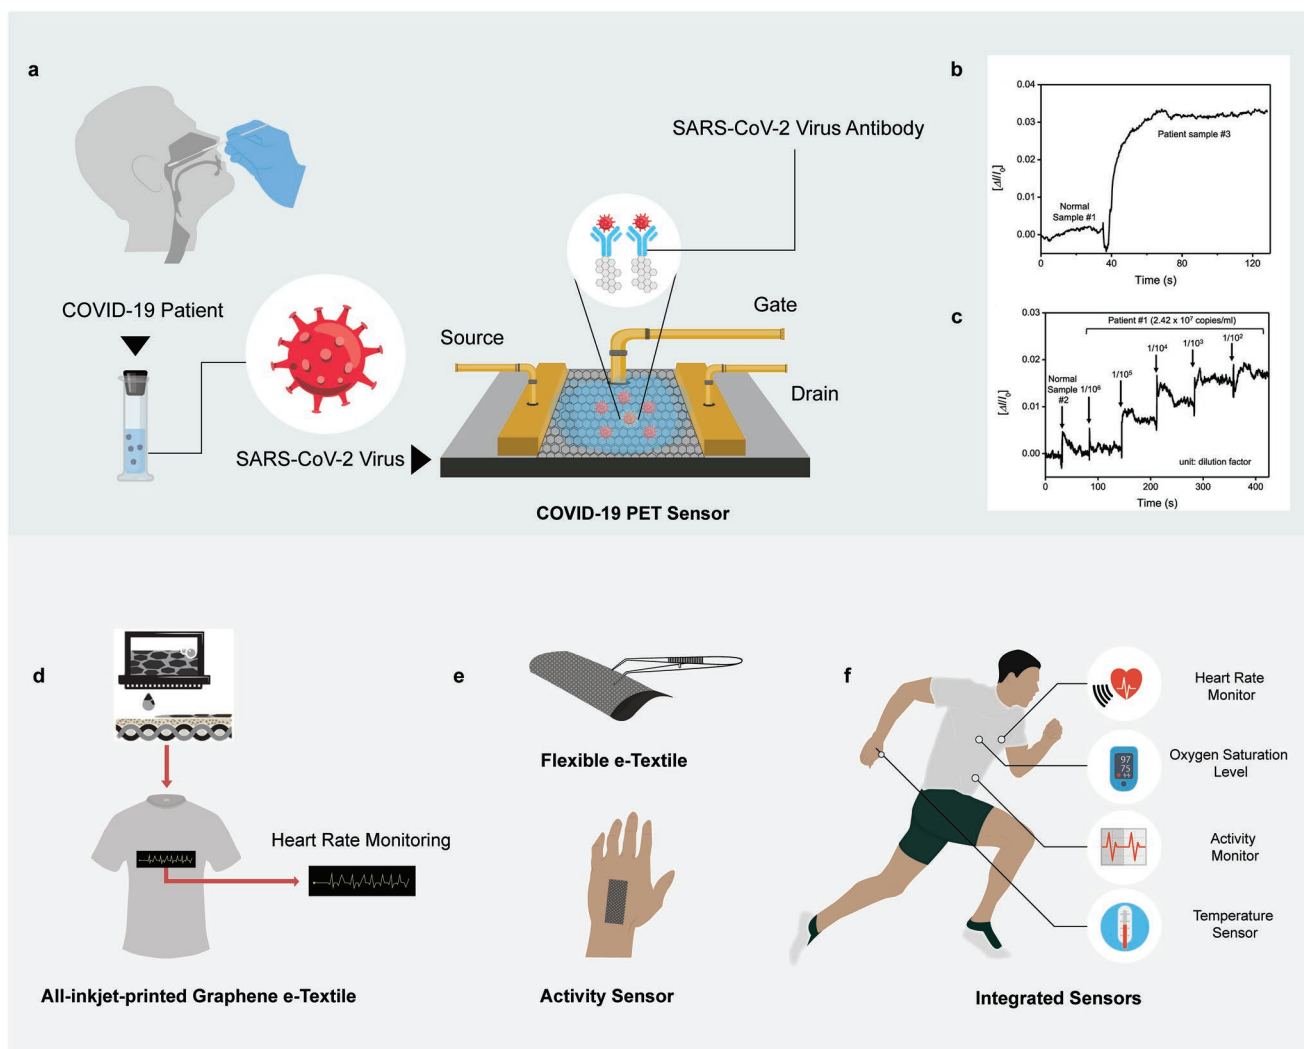 a
SARS-CoV-2 Virus Antibody
COVID-19 Patient
Source
Gate
Drain
SARS-CoV-2 Virus
COVID-19 PET Sensor
b
0.04
0.03
0.02
0.01
0.00
[ΔI/I₀]
Patient sample #3
Normal
Sample #1
0 40 80 120
Time (s)
c
0.03
0.02
0.01
0.00
[ΔI/I₀]
Patient #1 (2.42 x 10⁷ copies/ml)
Normal
Sample
#2
1/10⁶
1/10⁵
1/10⁴
1/10³
1/10²
unit: dilution factor
0 100 200 300 400
Time (s)
d
Heart Rate Monitoring
All-inkjet-printed Graphene e-Textile
e
Flexible e-Textile
Activity Sensor
f
Heart Rate
Monitor
97
75
Oxygen Saturation
Level
Activity
Monitor
Temperature
Sensor
Integrated Sensors